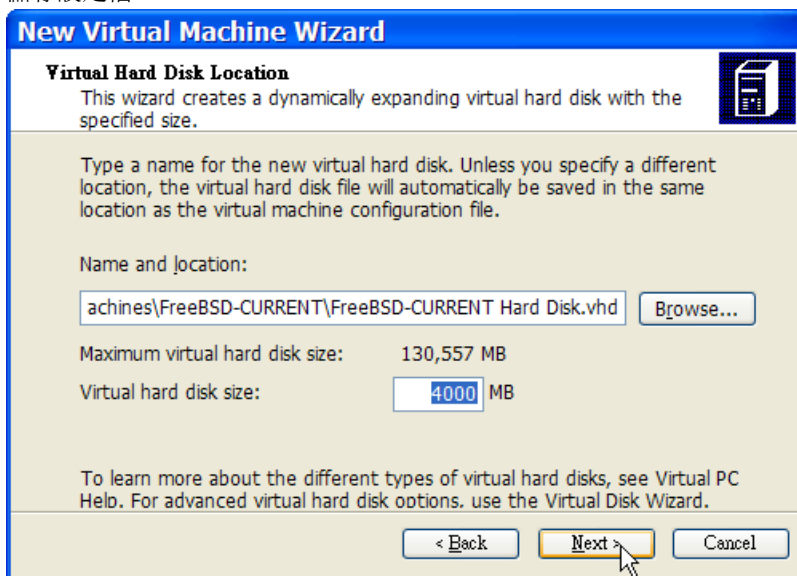 New Virtual Machine Wizard
Virtual Hard Disk Location
This wizard creates a dynamically expanding virtual hard disk with the
specified size.
Type a name for the new virtual hard disk. Unless you specify a different
location, the virtual hard disk file will automatically be saved in the same
location as the virtual machine configuration file.
Name and location:
achines\FreeBSD-CURRENT\FreeBSD-CURRENT Hard Disk.vhd Browse...
Maximum virtual hard disk size: 130,557 MB
Virtual hard disk size: 4000 MB
To learn more about the different types of virtual hard disks, see Virtual PC
Help. For advanced virtual hard disk options, use the Virtual Disk Wizard.
< Back Next > Cancel